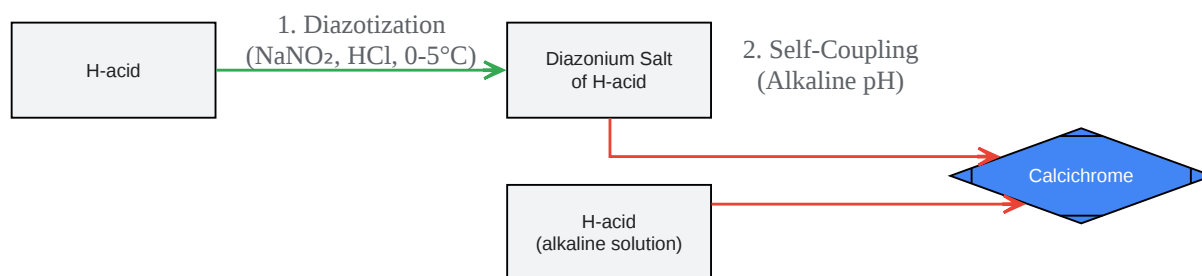 H-acid
1. Diazotization
(NaNO₂, HCl, 0-5°C)
Diazonium Salt
of H-acid
2. Self-Coupling
(Alkaline pH)
Calcichrome
H-acid
(alkaline solution)